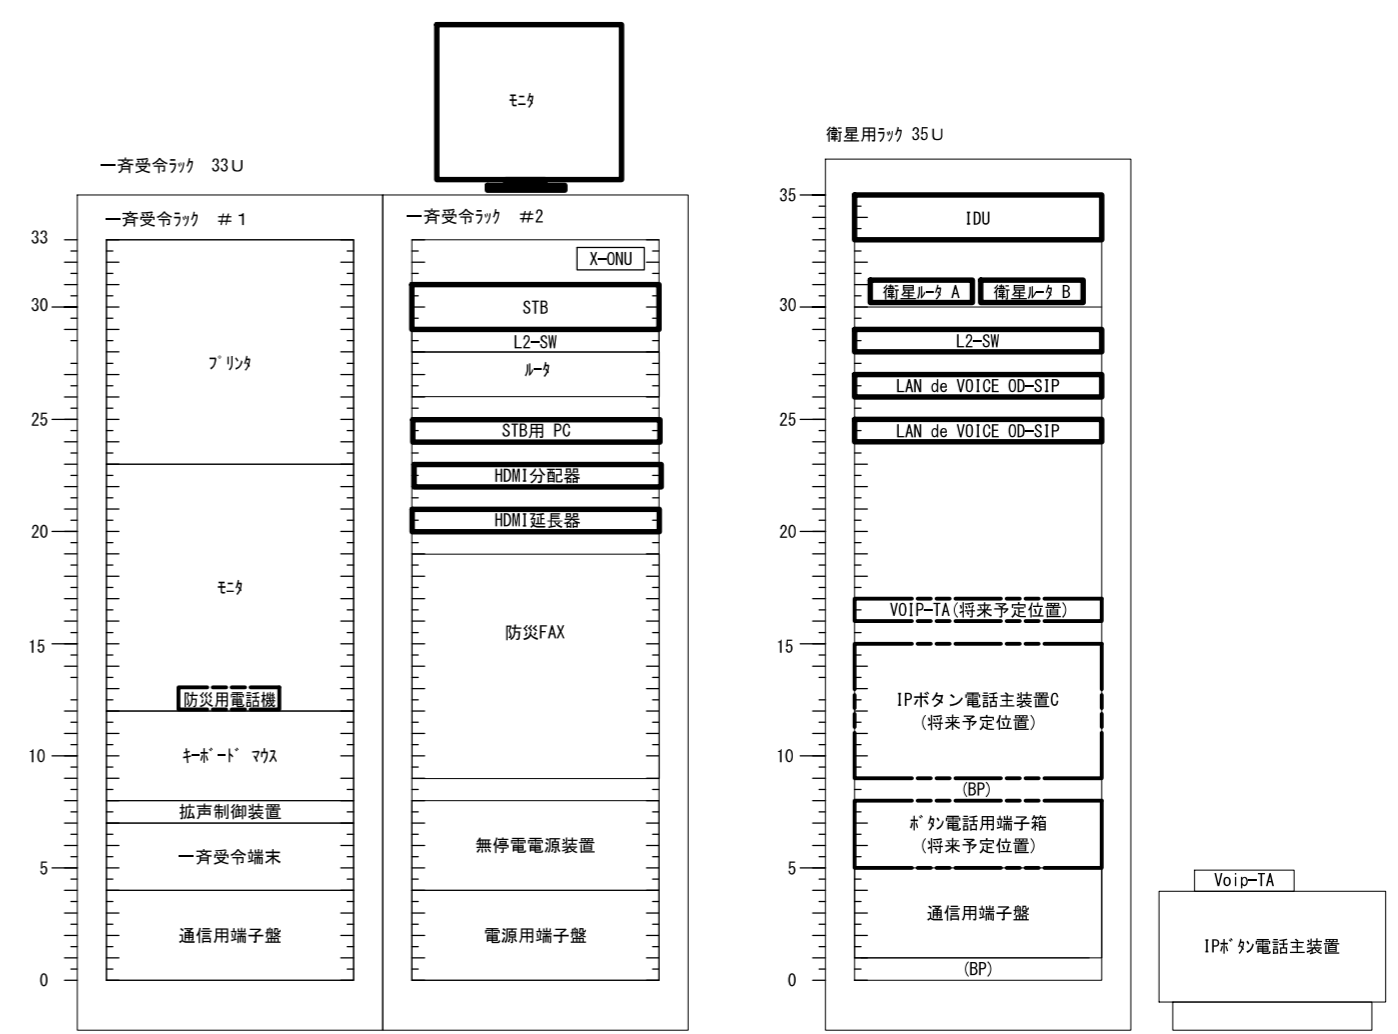 モニタ
一斉受令ラック 33U
一斉受令ラック #1
33
30
25
20
15
10
5
0
プリンタ
モニタ
防災用電話機
キーボード マウス
拡声制御装置
一斉受令端末
通信用端子盤
一斉受令ラック #2
X-ONU
STB
L2-SW
ルータ
STB用 PC
HDMI分配器
HDMI延長器
防災FAX
無停電電源装置
電源用端子盤
衛星用ラック 35U
35
30
25
20
15
10
5
0
IDU
衛星ルータ A
衛星ルータ B
L2-SW
LAN de VOICE OD-SIP
LAN de VOICE OD-SIP
VOIP-TA(将来予定位置)
IPボタン電話主装置C
(将来予定位置)
(BP)
ボタン電話用端子箱
(将来予定位置)
通信用端子盤
(BP)
Voip-TA
IPボタン電話主装置